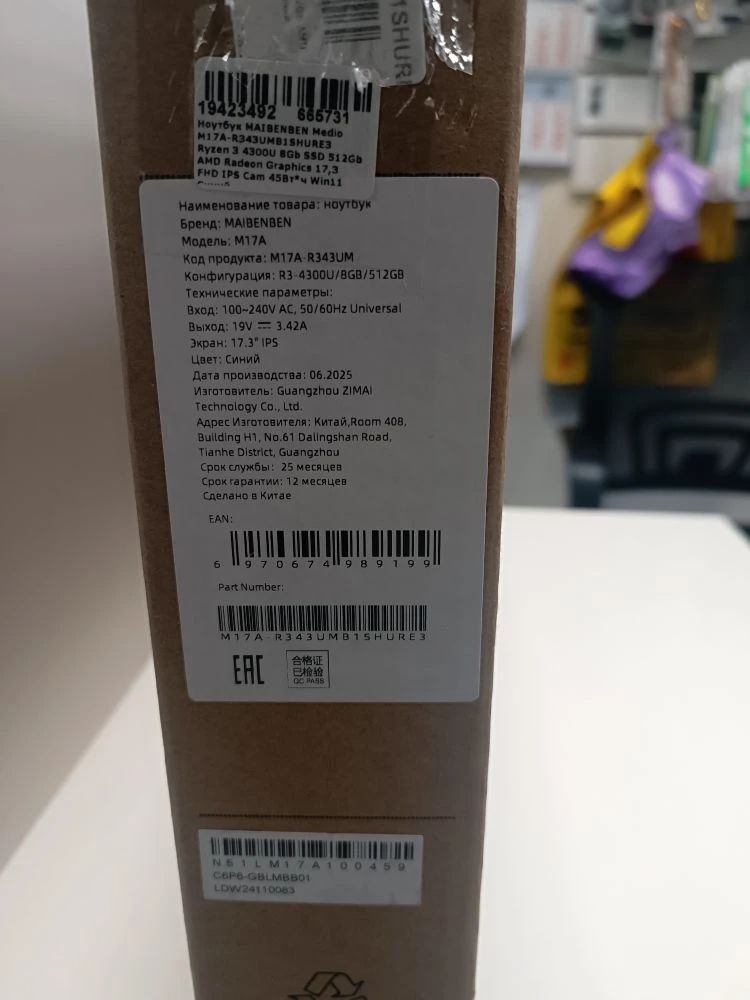 1SHUR
19423492 665731
Ноутбук MAIBENBEN Medio
M17A-R343UMB1SHURE3
Ryzen 3 4300U 8Gb SSD 512Gb
AMD Radeon Graphics 17,3
FHD IPS Cam 45Вт*ч Win11
Наименование товара: ноутбук
Бренд: MAIBENBEN
Модель: M17A
Код продукта: M17A-R343UM
Конфигурация: R3-4300U/8GB/512GB
Технические параметры:
Вход: 100~240V AC, 50/60Hz Universal
Выход: 19V ⎓ 3.42A
Экран: 17.3" IPS
Цвет: Синий
Дата производства: 06.2025
Изготовитель: Guangzhou ZIMAI
Technology Co., Ltd.
Адрес Изготовителя: Китай,Room 408,
Building H1, No.61 Dalingshan Road,
Tianhe District, Guangzhou
Срок службы: 25 месяцев
Срок гарантии: 12 месяцев
Сделано в Китае
EAN:
6 970674 989199
Part Number:
M17A-R343UMB1SHURE3
EAC
合格证
已检验
QC PASS
N51LM17A100459
C6P6-GBLMBB01
LDW24110083